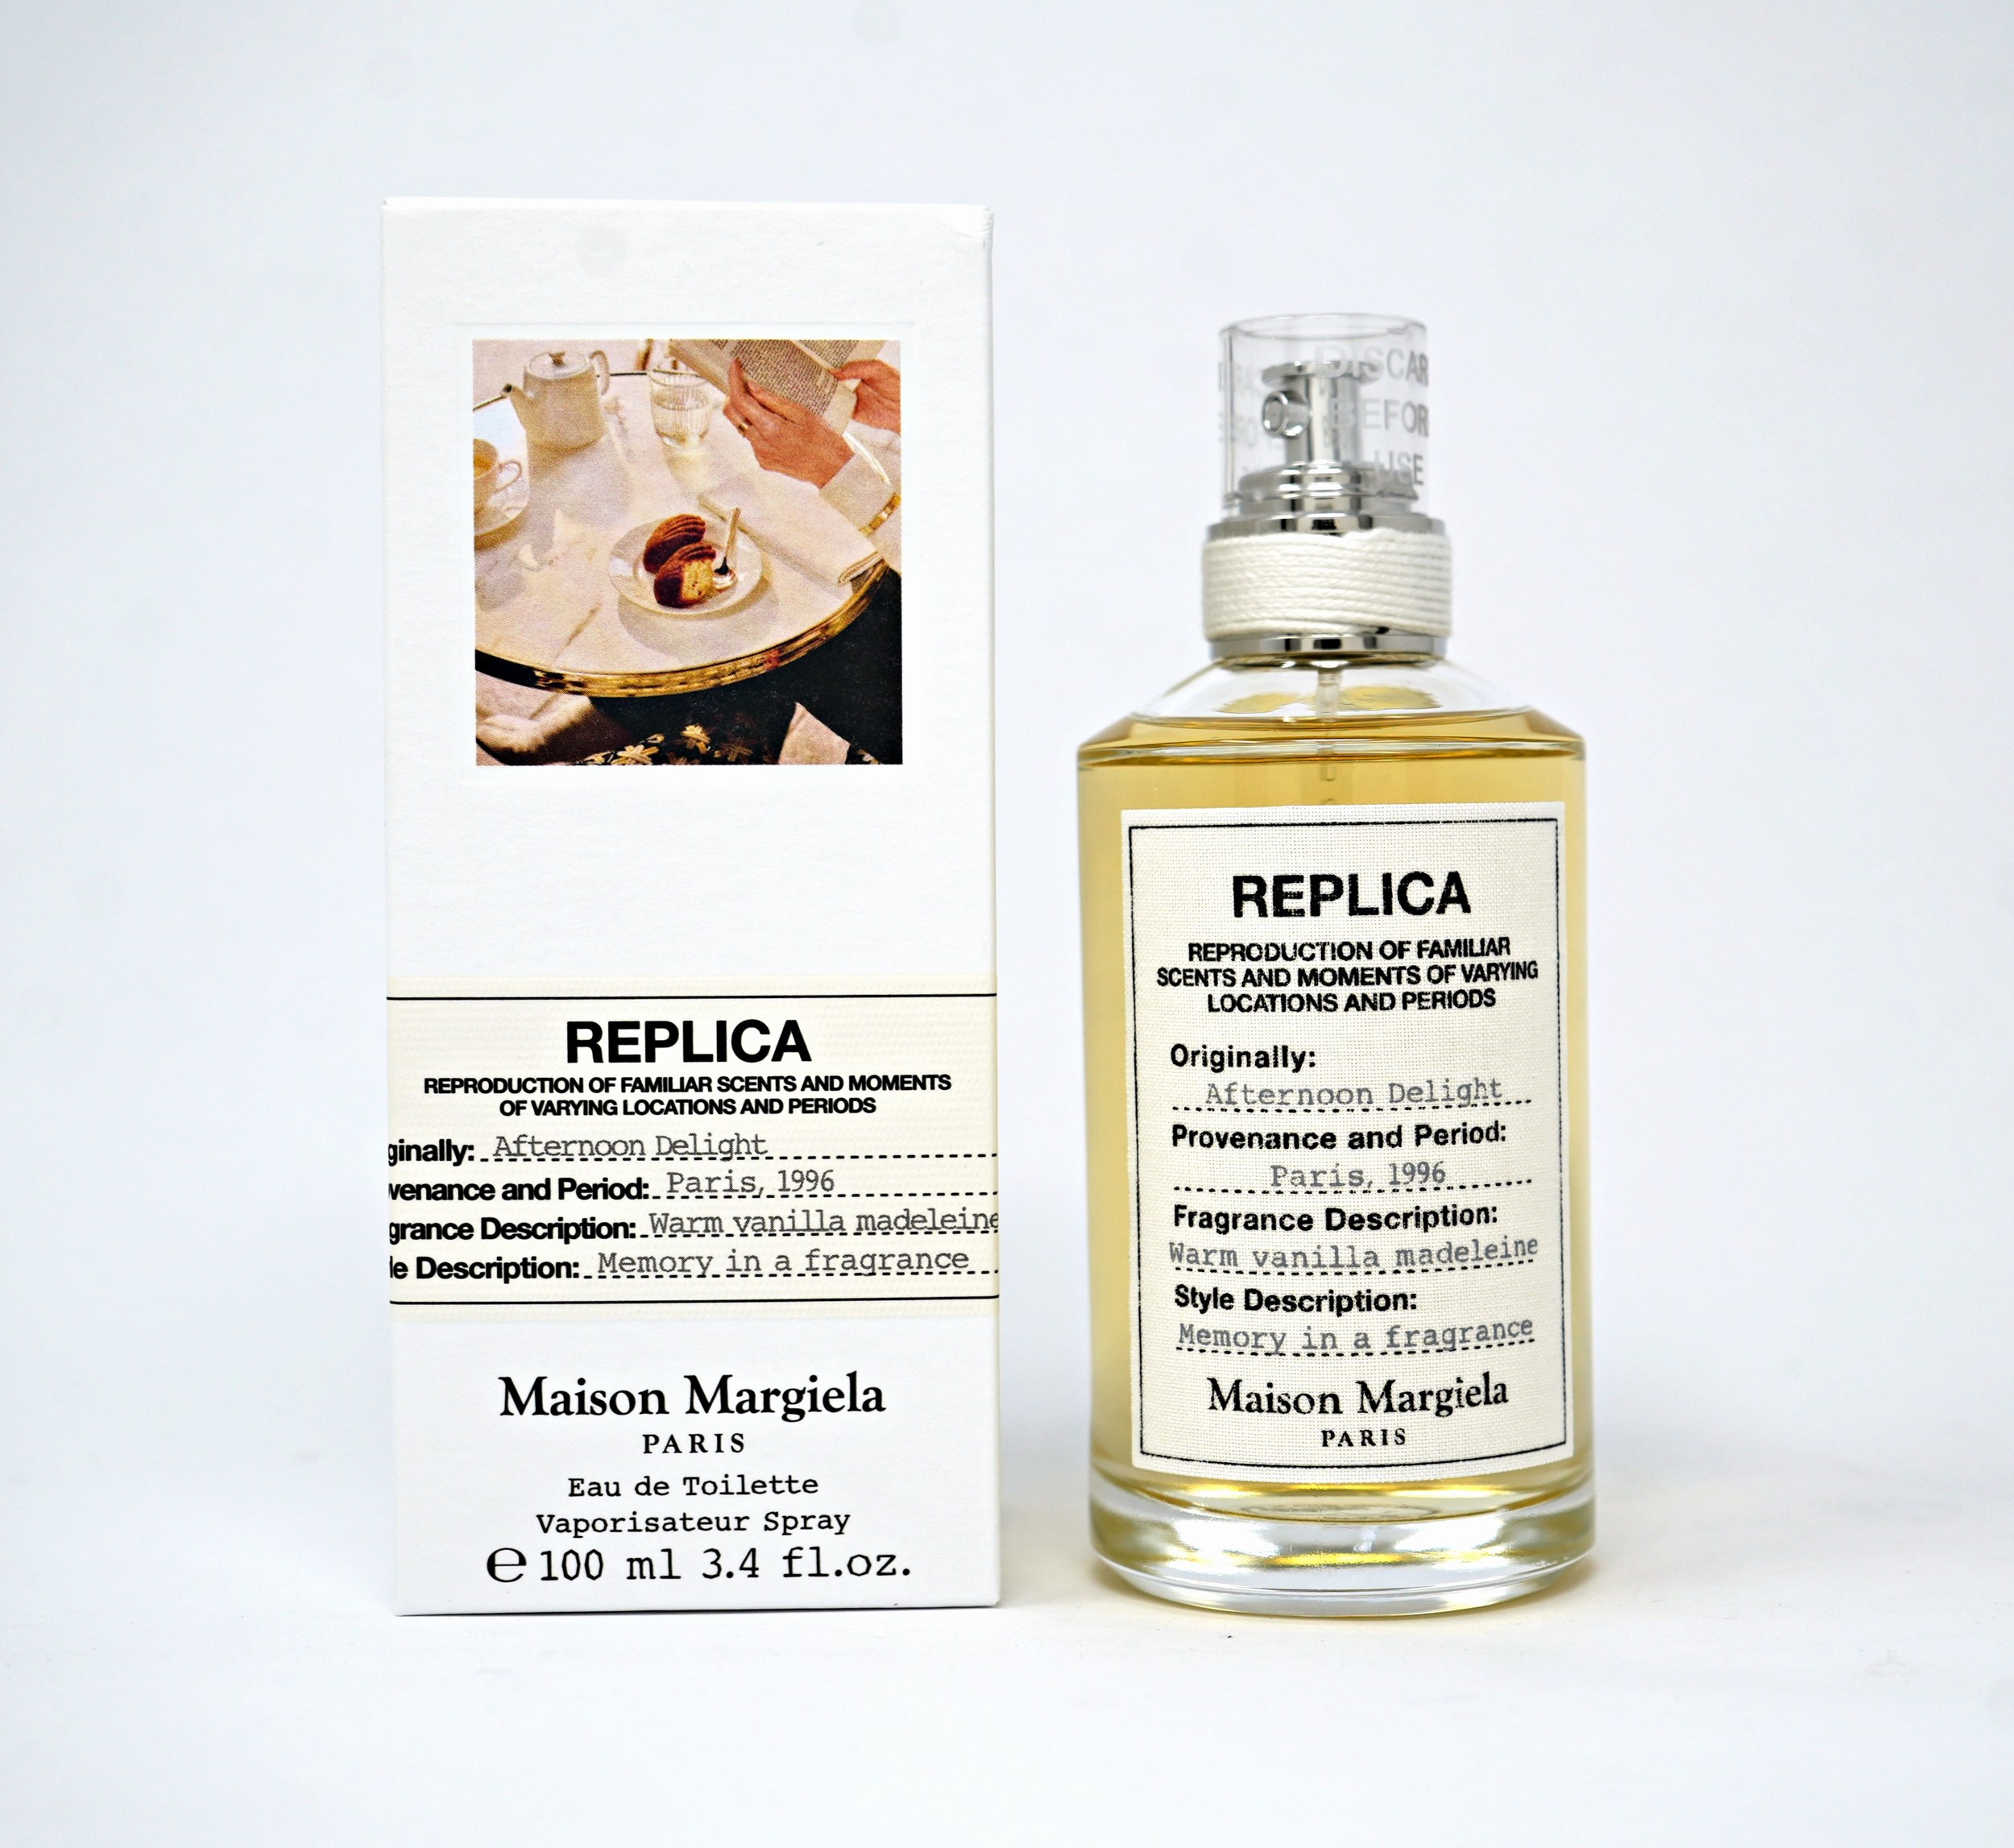 REPLICA
REPRODUCTION OF FAMILIAR SCENTS AND MOMENTS
OF VARYING LOCATIONS AND PERIODS
ginally: Afternoon Delight
venance and Period: Paris, 1996
grance Description: Warm vanilla madeleine
le Description: Memory in a fragrance
Maison Margiela
PARIS
Eau de Toilette
Vaporisateur Spray
℮ 100 ml 3.4 fl.oz.
DISCAR
BEFOR
USE
REPLICA
REPRODUCTION OF FAMILIAR
SCENTS AND MOMENTS OF VARYING
LOCATIONS AND PERIODS
Originally:
Afternoon Delight
Provenance and Period:
Paris, 1996
Fragrance Description:
Warm vanilla madeleine
Style Description:
Memory in a fragrance
Maison Margiela
PARIS